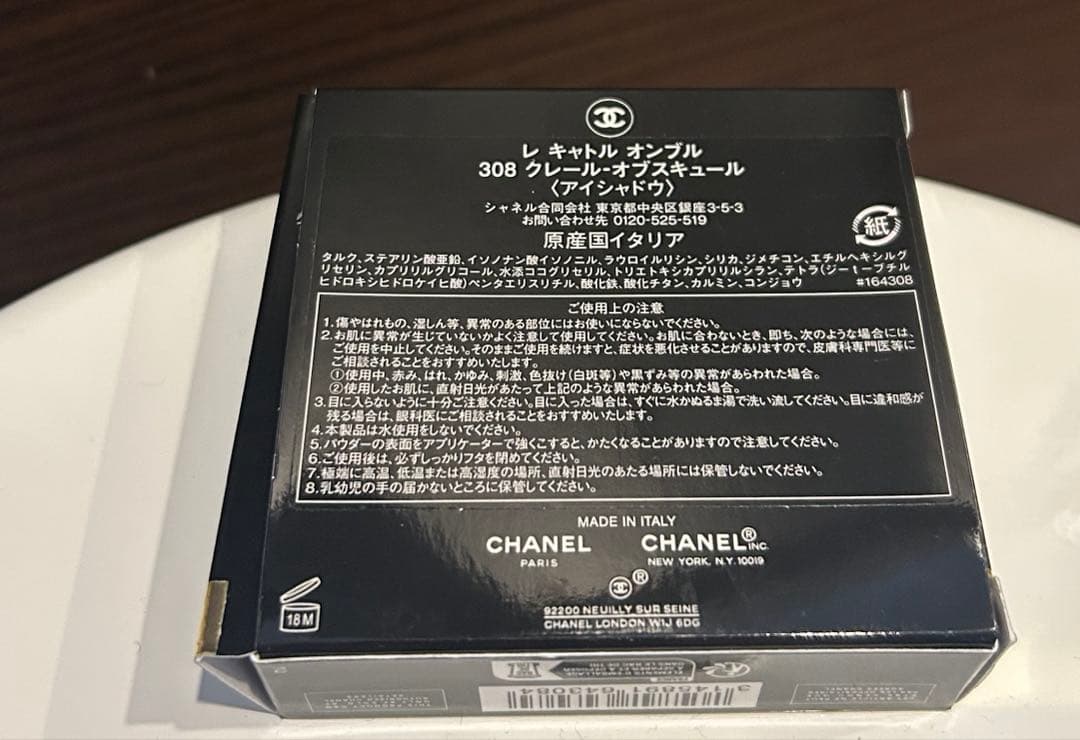 レ キャトル オンブル
308 クレール-オブスキュール
〈アイシャドウ〉
シャネル合同会社 東京都中央区銀座3-5-3
お問い合わせ先 0120-525-519
紙
原産国イタリア
タルク、ステアリン酸亜鉛、イソノナン酸イソノニル、ラウロイルリシン、シリカ、ジメチコン、エチルヘキシルグ
リセリン、カプリリルグリコール、水添ココグリセリル、トリエトキシカプリリルシラン、テトラ(ジーtーブチル
ヒドロキシヒドロケイヒ酸)ペンタエリスリチル、酸化鉄、酸化チタン、カルミン、コンジョウ #164308
ご使用上の注意
1.傷やはれもの、湿しん等、異常のある部位にはお使いにならないでください。
2.お肌に異常が生じていないかよく注意して使用してください。お肌に合わないとき、即ち、次のような場合には、
ご使用を中止してください。そのままご使用を続けますと、症状を悪化させることがありますので、皮膚科専門医等に
ご相談されることをおすすめいたします。
①使用中、赤み、はれ、かゆみ、刺激、色抜け(白斑等)や黒ずみ等の異常があらわれた場合。
②使用したお肌に、直射日光があたって上記のような異常があらわれた場合。
3.目に入らないように十分ご注意ください。目に入った場合は、すぐに水かぬるま湯で洗い流してください。目に違和感が
残る場合は、眼科医にご相談されることをおすすめいたします。
4.本製品は水使用をしないでください。
5.パウダーの表面をアプリケーターで強くこすると、かたくなることがありますので注意してください。
6.ご使用後は、必ずしっかりフタを閉めてください。
7.極端に高温、低温または高湿度の場所、直射日光のあたる場所には保管しないでください。
8.乳幼児の手の届かないところに保管してください。
MADE IN ITALY
CHANEL CHANEL® INC.
PARIS NEW YORK, N.Y. 10019
®
92200 NEUILLY SUR SEINE
CHANEL LONDON W1J 6DG
18M
ÉLÉMENTS D'EMBALLAGE
À SÉPARER ET À DÉPOSER
DANS LE BAC DE TRI
3 145891 643084